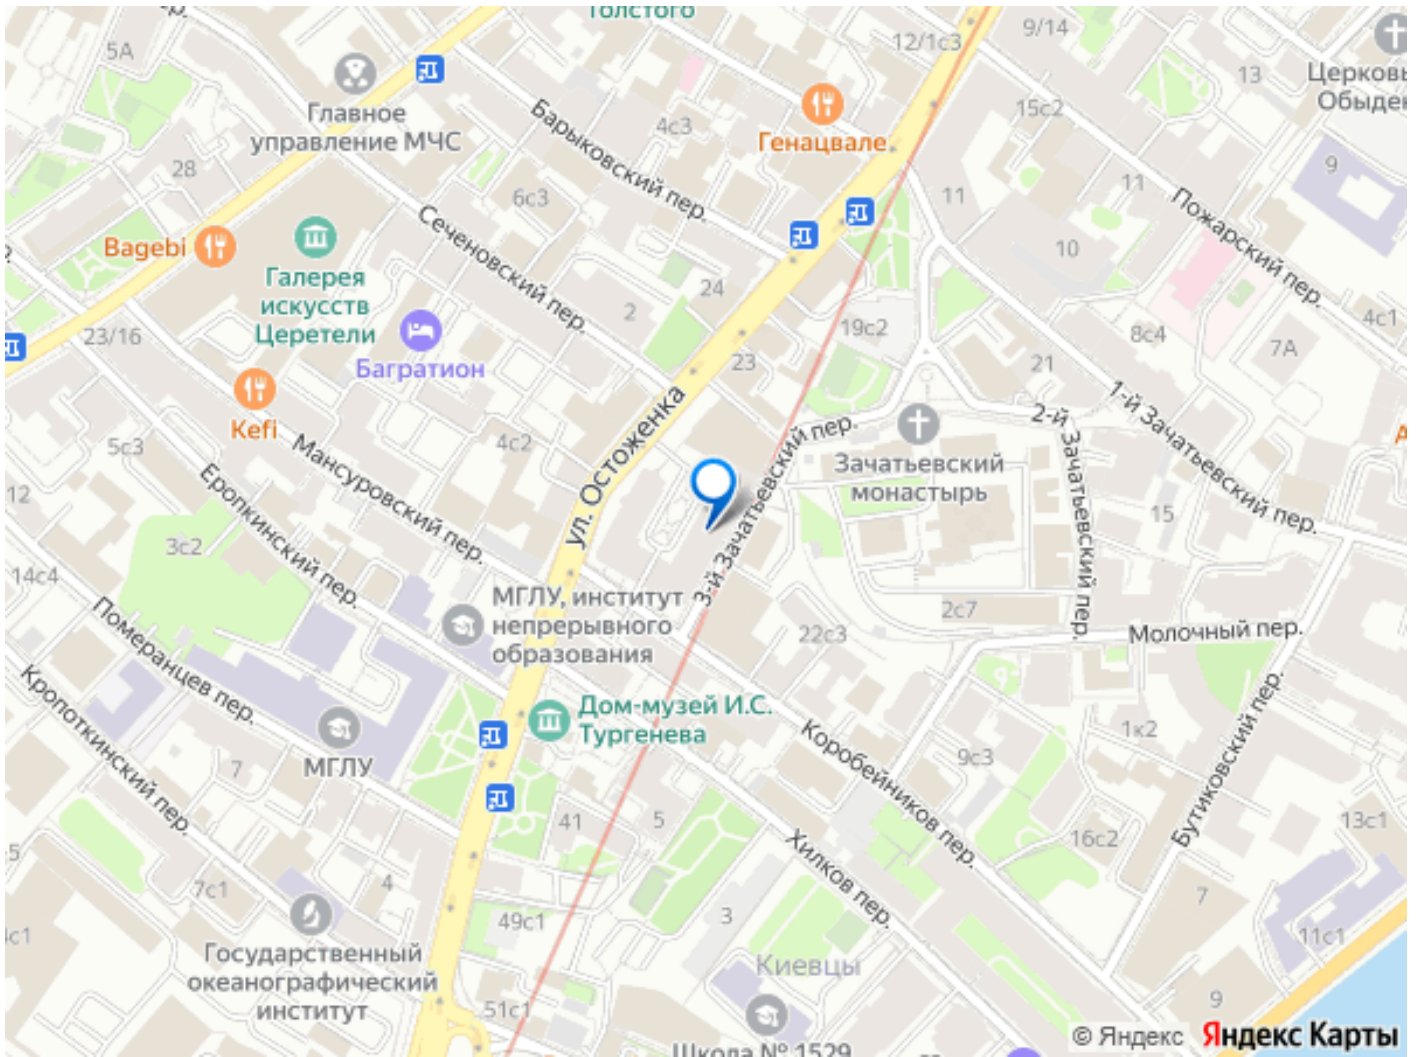 Толстого
пер.
12/1с3
9/14
5А
13
Церковь
Обыден
Главное
управление МЧС
15с2
Барыковский пер.
4с3
Генацвале
9
28
11
11
6с3
Пожарский пер.
Сеченовский пер.
Bagebi
Галерея
искусств
Церетели
10
24
2
23/16
19с2
8с4
4с1
7А
Багратион
23
21
Kefi
1-й Зачатьевский пер.
2-й Зачатьевский пер.
ул. Остоженка
3-й Зачатьевский пер.
Зачатьевский
монастырь
5с3
4с2
Мансуровский пер.
Еропкинский пер.
12
15
3с2
14с4
МГЛУ, институт
непрерывного
образования
2с7
22с3
Молочный пер.
Померанцев пер.
Кропоткинский пер.
Дом-музей И.С.
Тургенева
МГЛУ
7
Коробейников пер.
9с3
1к2
Бутиковский пер.
41
5
16с2
13с1
Хилков пер.
4
7с1
7
3
49с1
11с1
Государственный
океанографический
институт
Киевцы
9
51с1
Школа № 1529
© Яндекс Яндекс Карты